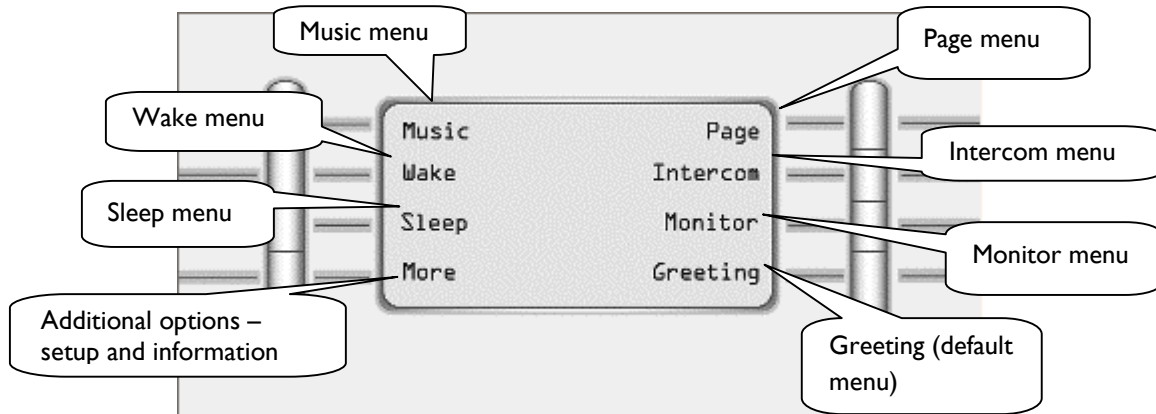 Music menu
Page menu
Wake menu
Music
Page
Intercom menu
Wake
Intercom
Sleep menu
Sleep
Monitor
Monitor menu
More
Greeting
Additional options –
setup and information
Greeting (default
menu)